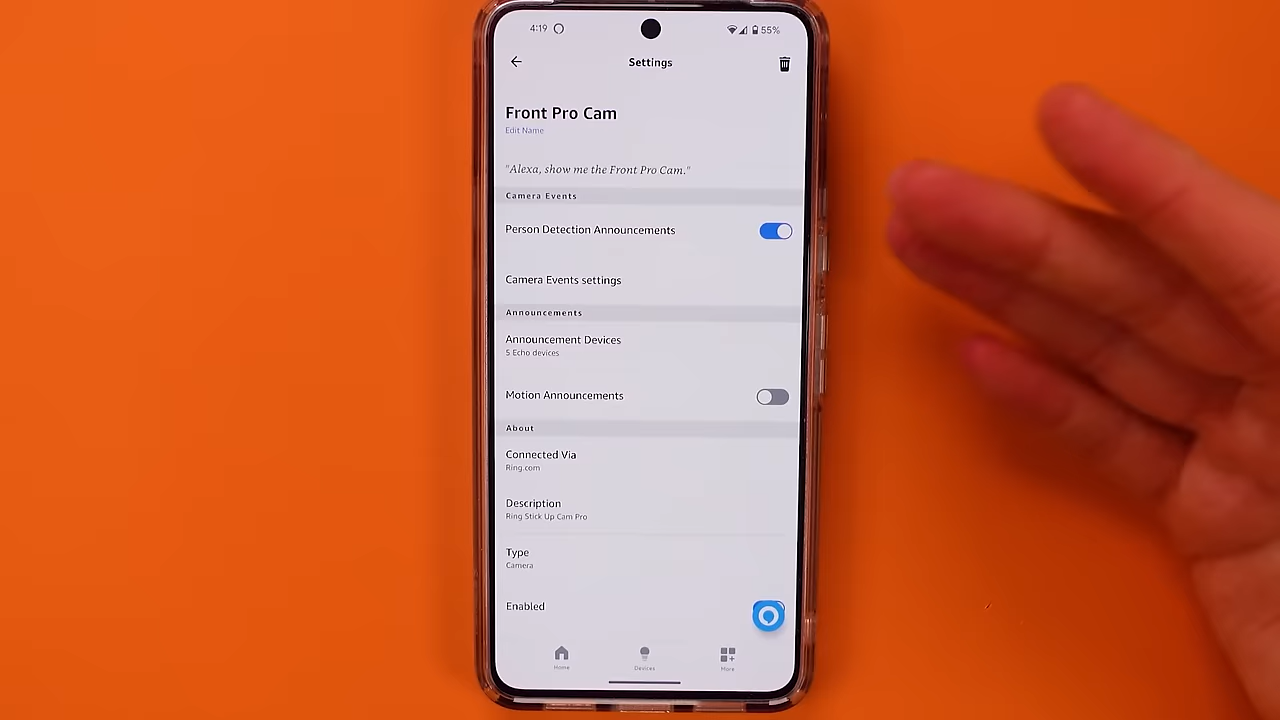 4:19
55%
Settings
Front Pro Cam
Edit Name
"Alexa, show me the Front Pro Cam."
Camera Events
Person Detection Announcements
Camera Events settings
Announcements
Announcement Devices
5 Echo devices
Motion Announcements
About
Connected Via
Ring.com
Description
Ring Stick Up Cam Pro
Type
Camera
Enabled
Home
Devices
More